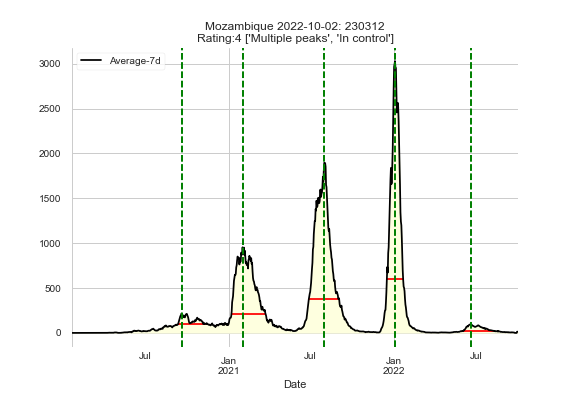 Mozambique 2022-10-02: 230312
Rating:4 ['Multiple peaks', 'In control']
Average-7d
3000
2500
2000
1500
1000
500
0
Jul
Jan
2021
Jul
Jan
2022
Jul
Date